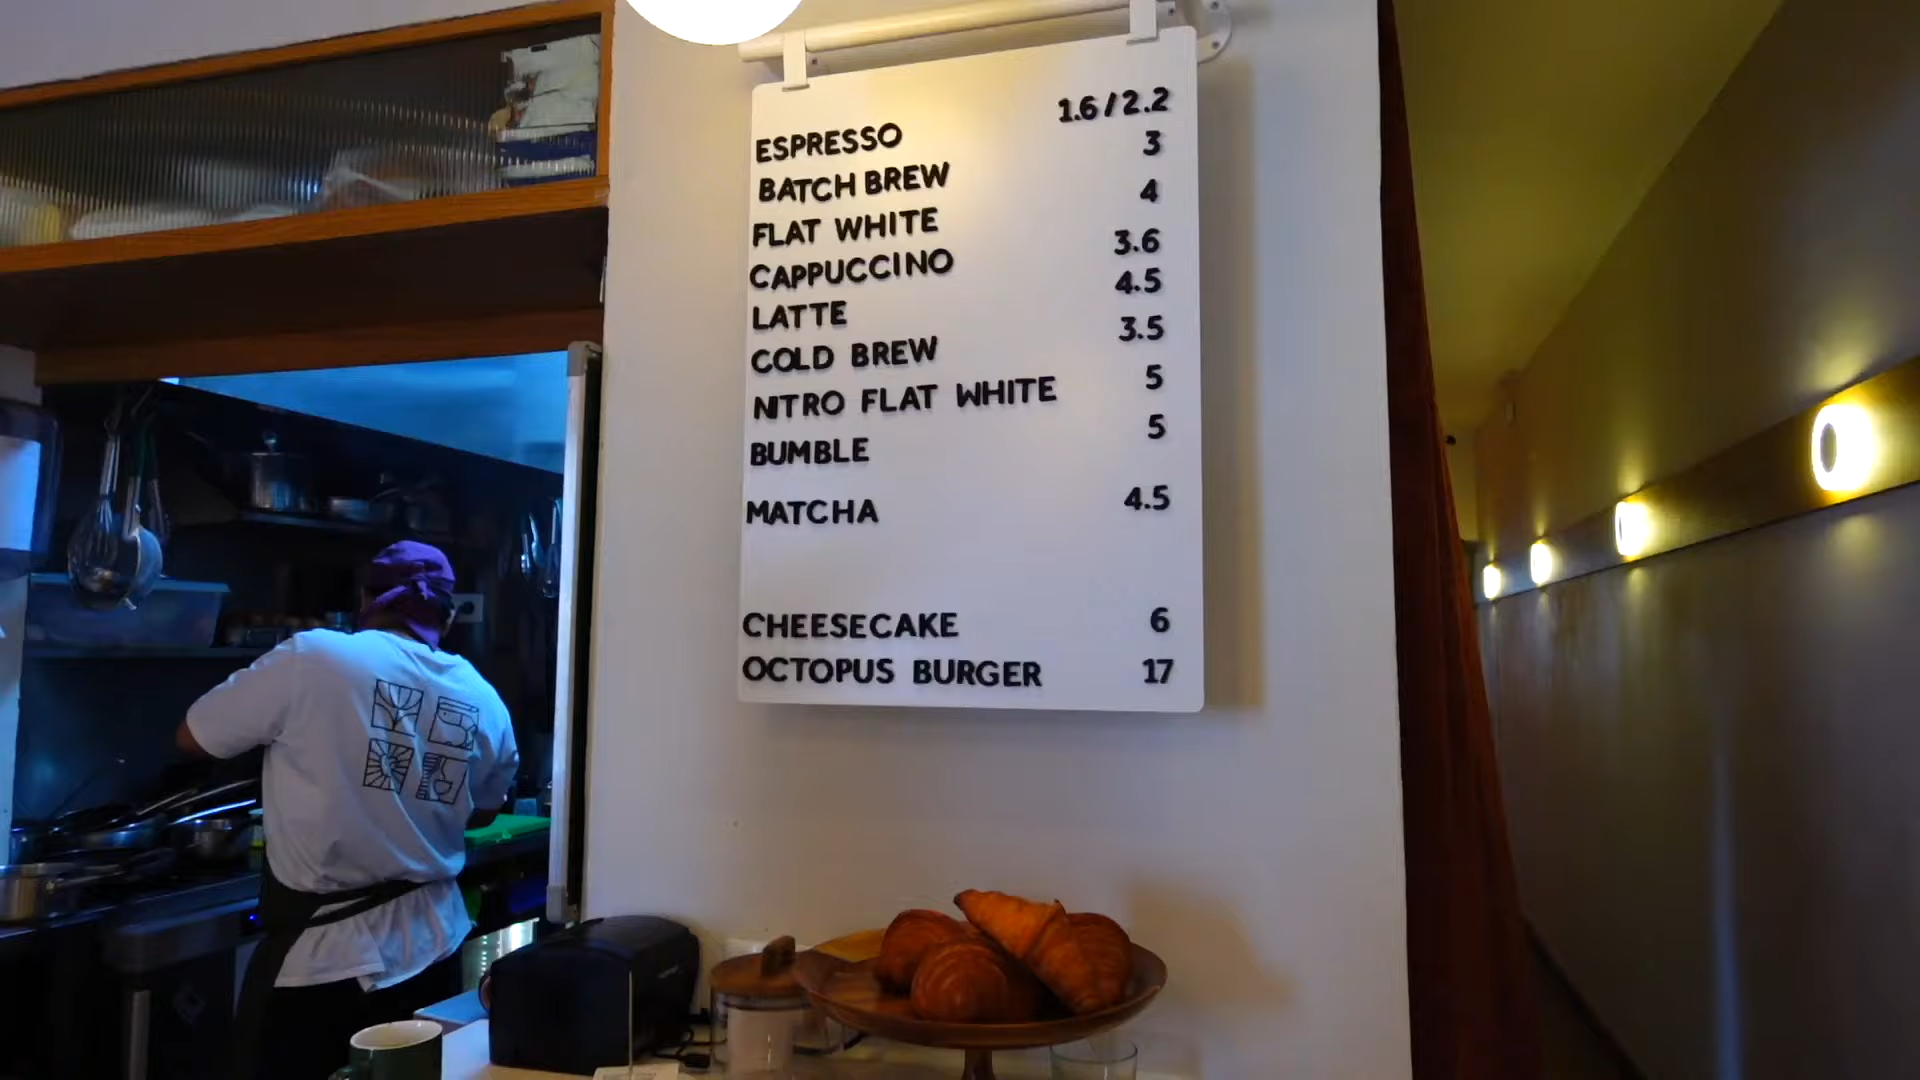 ESPRESSO 1.6/2.2
BATCH BREW 3
FLAT WHITE 4
CAPPUCCINO 3.6
LATTE 4.5
COLD BREW 3.5
NITRO FLAT WHITE 5
BUMBLE 5
MATCHA 4.5
CHEESECAKE 6
OCTOPUS BURGER 17